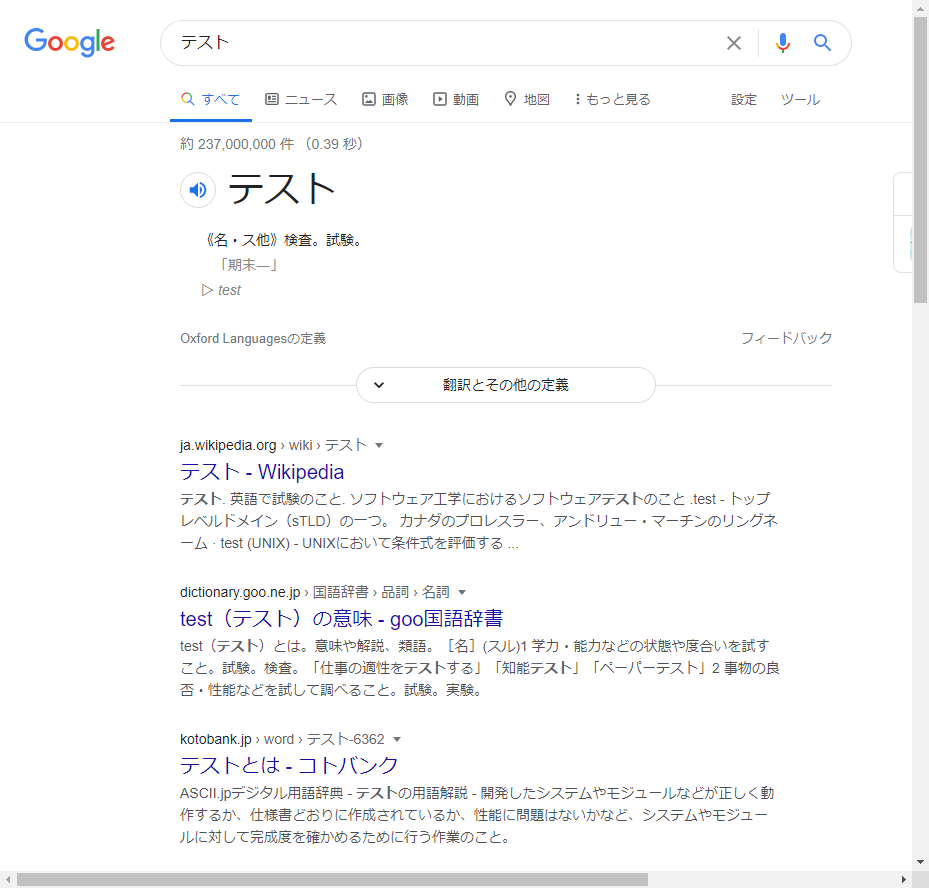 Google
テスト
すべて ニュース 画像 動画 地図 もっと見る 設定 ツール
約 237,000,000 件 （0.39 秒）
テスト
《名・ス他》検査。試験。
「期末―」
▷ test
Oxford Languagesの定義 フィードバック
翻訳とその他の定義
ja.wikipedia.org › wiki › テスト
テスト - Wikipedia
テスト. 英語で試験のこと. ソフトウェア工学におけるソフトウェアテストのこと .test - トップ
レベルドメイン（sTLD）の一つ。 カナダのプロレスラー、アンドリュー・マーチンのリングネ
ーム · test (UNIX) - UNIXにおいて条件式を評価する ...
dictionary.goo.ne.jp › 国語辞書 › 品詞 › 名詞
test（テスト）の意味 - goo国語辞書
test（テスト）とは。意味や解説、類語。［名］(スル)1 学力・能力などの状態や度合いを試す
こと。試験。検査。「仕事の適性をテストする」「知能テスト」「ペーパーテスト」2 事物の良
否・性能などを試して調べること。試験。実験。
kotobank.jp › word › テスト-6362
テストとは - コトバンク
ASCII.jpデジタル用語辞典 - テストの用語解説 - 開発したシステムやモジュールなどが正しく動
作するか、仕様書どおりに作成されているか、性能に問題はないかなど、システムやモジュー
ルに対して完成度を確かめるために行う作業のこと。